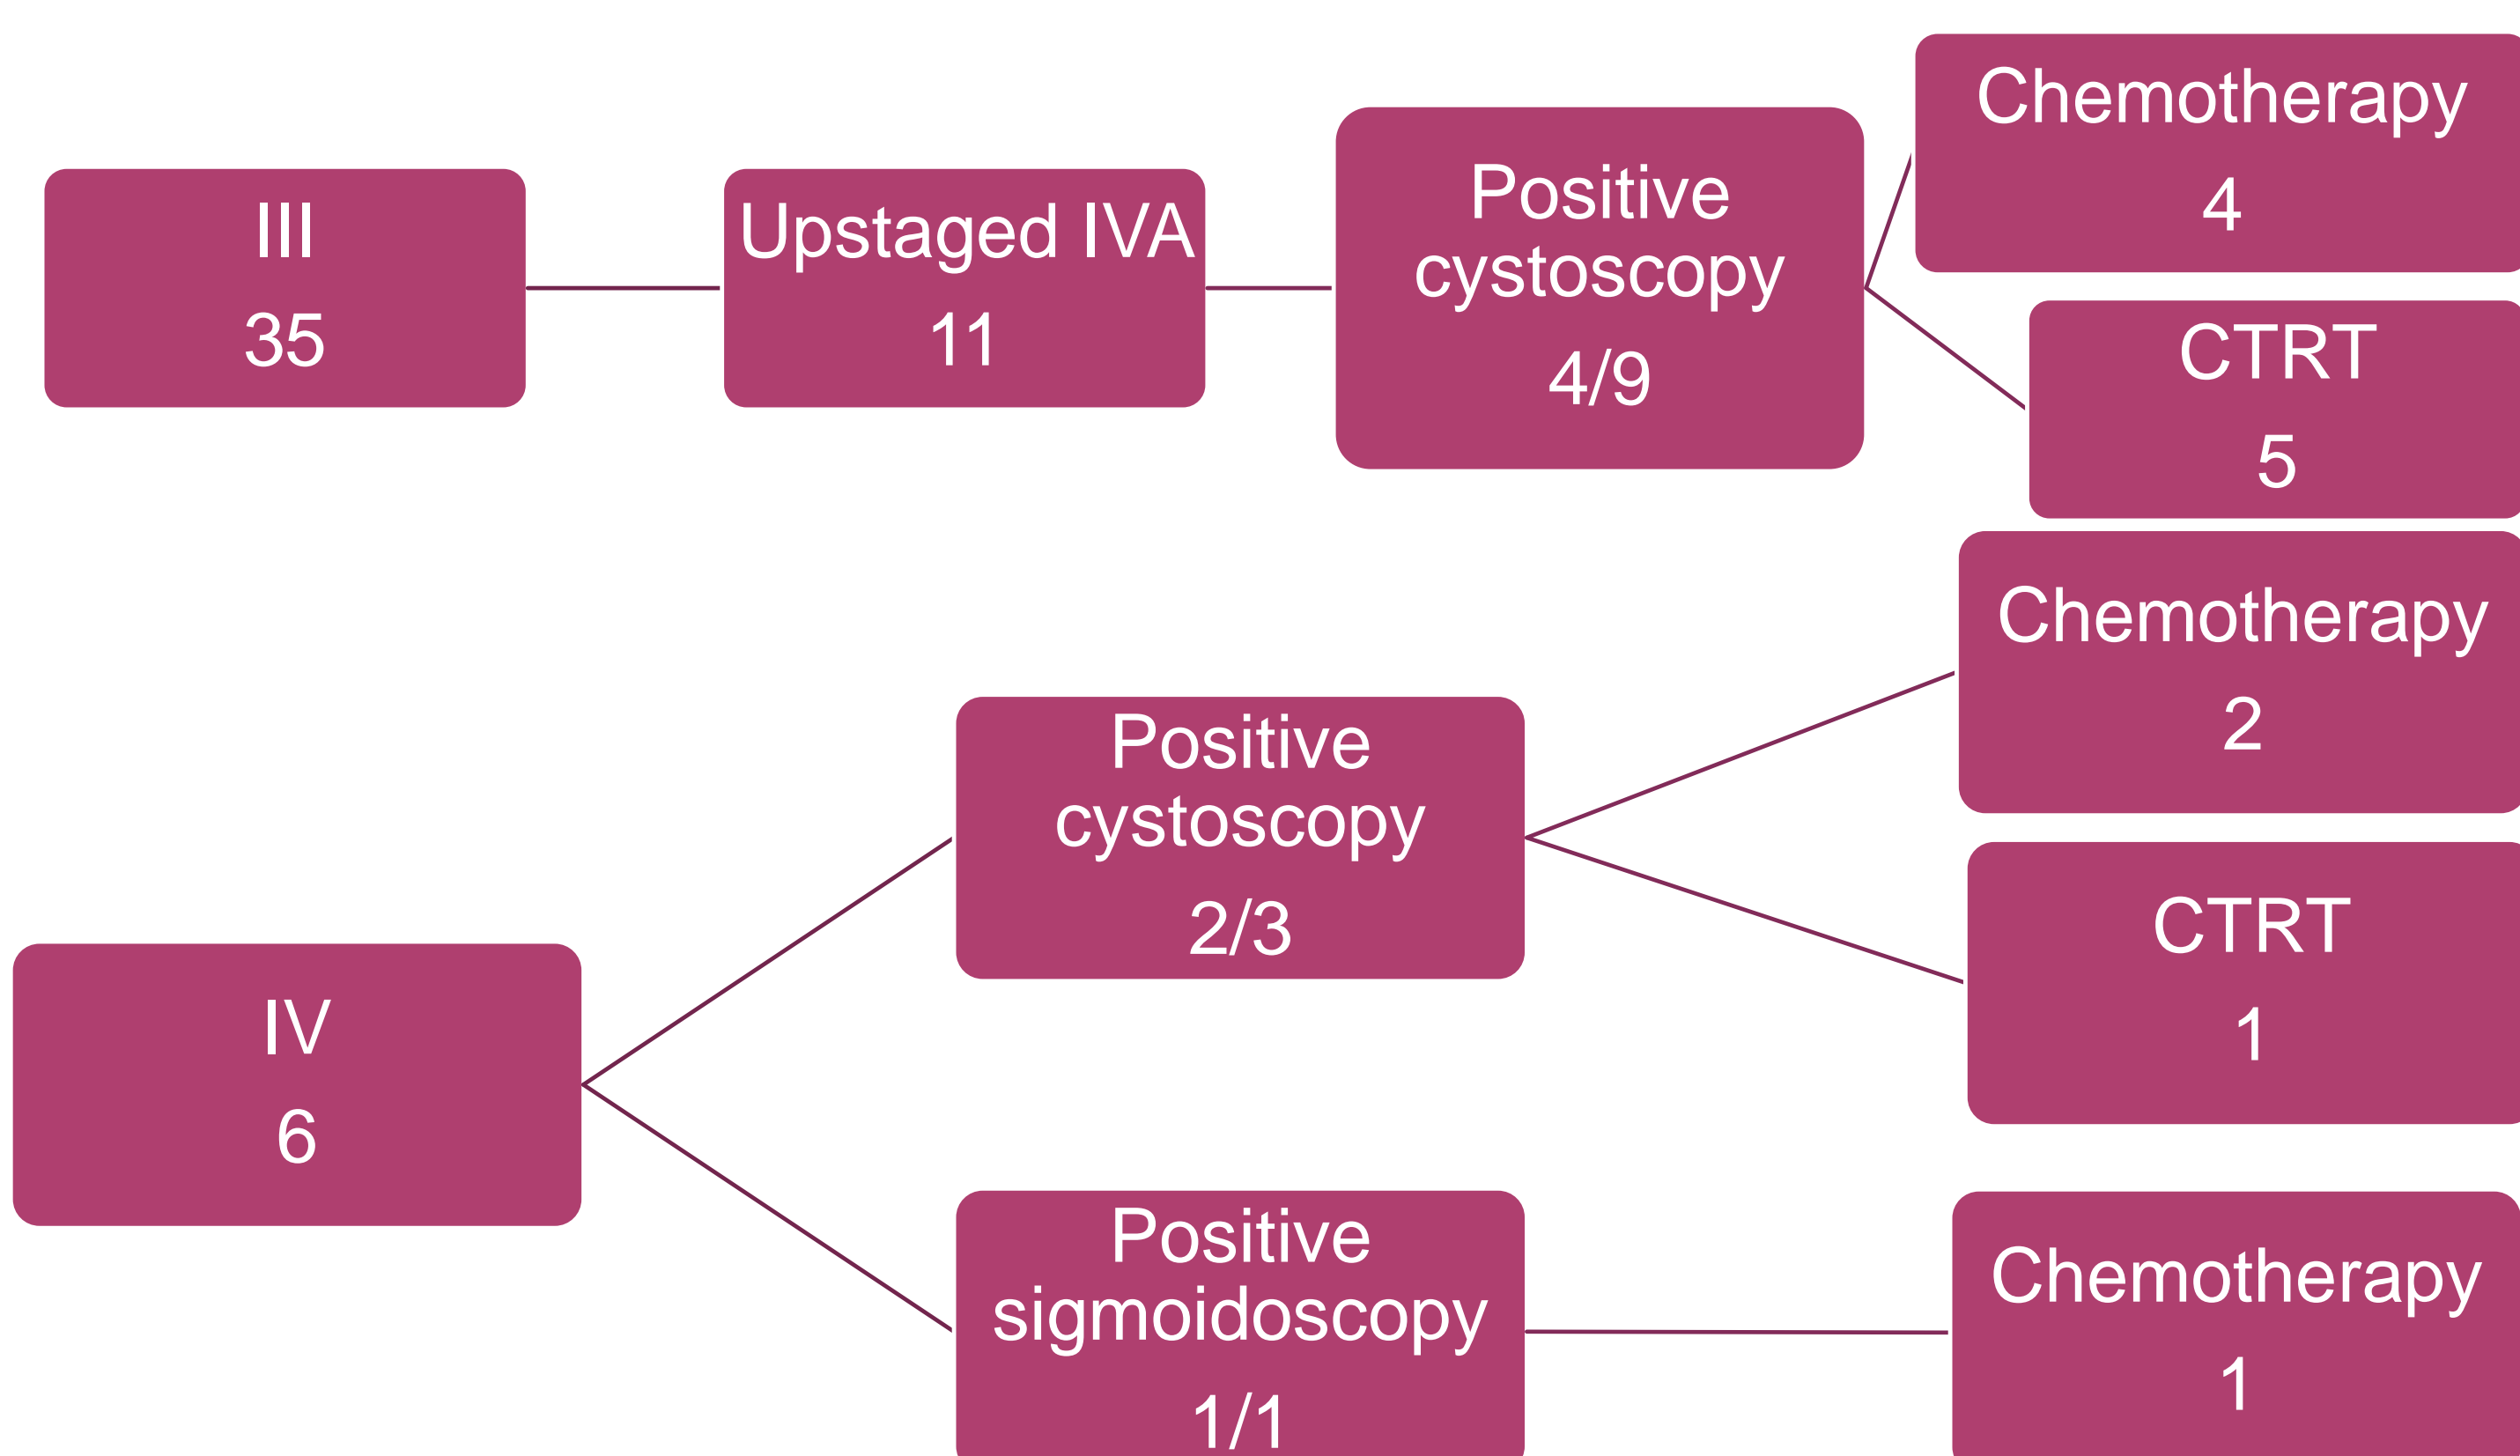 III
35
Upstaged IVA
11
Positive
cystoscopy
4/9
Chemotherapy
4
CTRT
5
IV
6
Positive
cystoscopy
2/3
Chemotherapy
2
CTRT
1
Positive
sigmoidoscopy
1/1
Chemotherapy
1